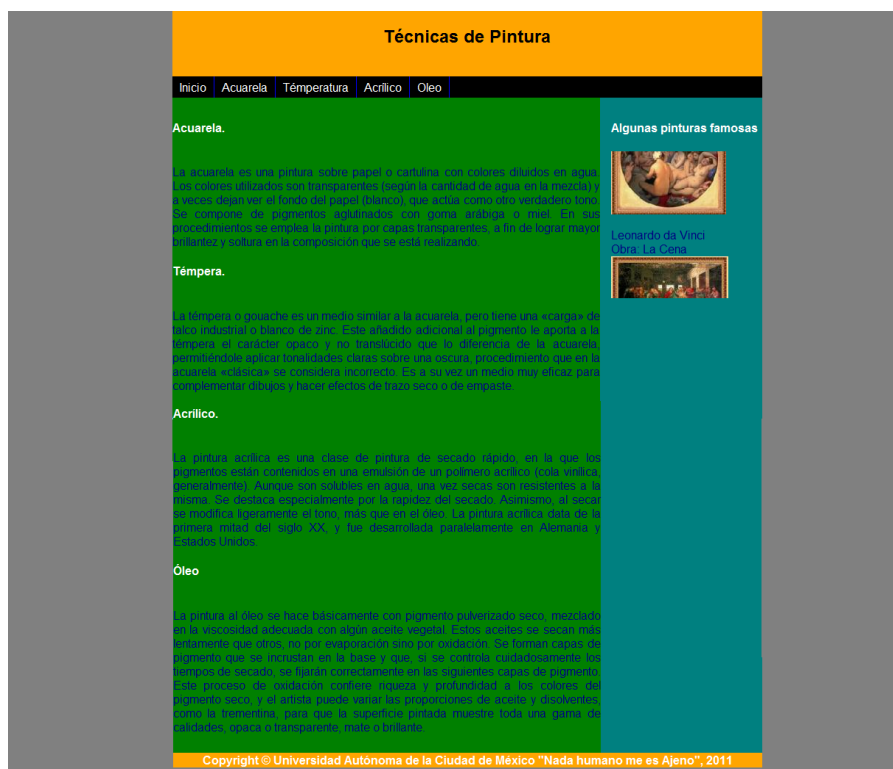 Técnicas de Pintura
Inicio Acuarela Témperatura Acrílico Oleo
Acuarela.
La acuarela es una pintura sobre papel o cartulina con colores diluidos en agua.
Los colores utilizados son transparentes (según la cantidad de agua en la mezcla) y
a veces dejan ver el fondo del papel (blanco), que actúa como otro verdadero tono.
Se compone de pigmentos aglutinados con goma arábiga o miel. En sus
procedimientos se emplea la pintura por capas transparentes, a fin de lograr mayor
brillantez y soltura en la composición que se está realizando.
Témpera.
La témpera o gouache es un medio similar a la acuarela, pero tiene una «carga» de
talco industrial o blanco de zinc. Este añadido adicional al pigmento le aporta a la
témpera el carácter opaco y no translúcido que lo diferencia de la acuarela,
permitiéndole aplicar tonalidades claras sobre una oscura, procedimiento que en la
acuarela «clásica» se considera incorrecto. Es a su vez un medio muy eficaz para
complementar dibujos y hacer efectos de trazo seco o de empaste.
Acrílico.
La pintura acrílica es una clase de pintura de secado rápido, en la que los
pigmentos están contenidos en una emulsión de un polímero acrílico (cola vinílica,
generalmente). Aunque son solubles en agua, una vez secas son resistentes a la
misma. Se destaca especialmente por la rapidez del secado. Asimismo, al secar
se modifica ligeramente el tono, más que en el óleo. La pintura acrílica data de la
primera mitad del siglo XX, y fue desarrollada paralelamente en Alemania y
Estados Unidos.
Óleo
La pintura al óleo se hace básicamente con pigmento pulverizado seco, mezclado
en la viscosidad adecuada con algún aceite vegetal. Estos aceites se secan más
lentamente que otros, no por evaporación sino por oxidación. Se forman capas de
pigmento que se incrustan en la base y que, si se controla cuidadosamente los
tiempos de secado, se fijarán correctamente en las siguientes capas de pigmento.
Este proceso de oxidación confiere riqueza y profundidad a los colores del
pigmento seco, y el artista puede variar las proporciones de aceite y disolventes,
como la trementina, para que la superficie pintada muestre toda una gama de
calidades, opaca o transparente, mate o brillante.
Algunas pinturas famosas
Leonardo da Vinci
Obra: La Cena
Copyright © Universidad Autònoma de la Ciudad de México "Nada humano me es Ajeno", 2011